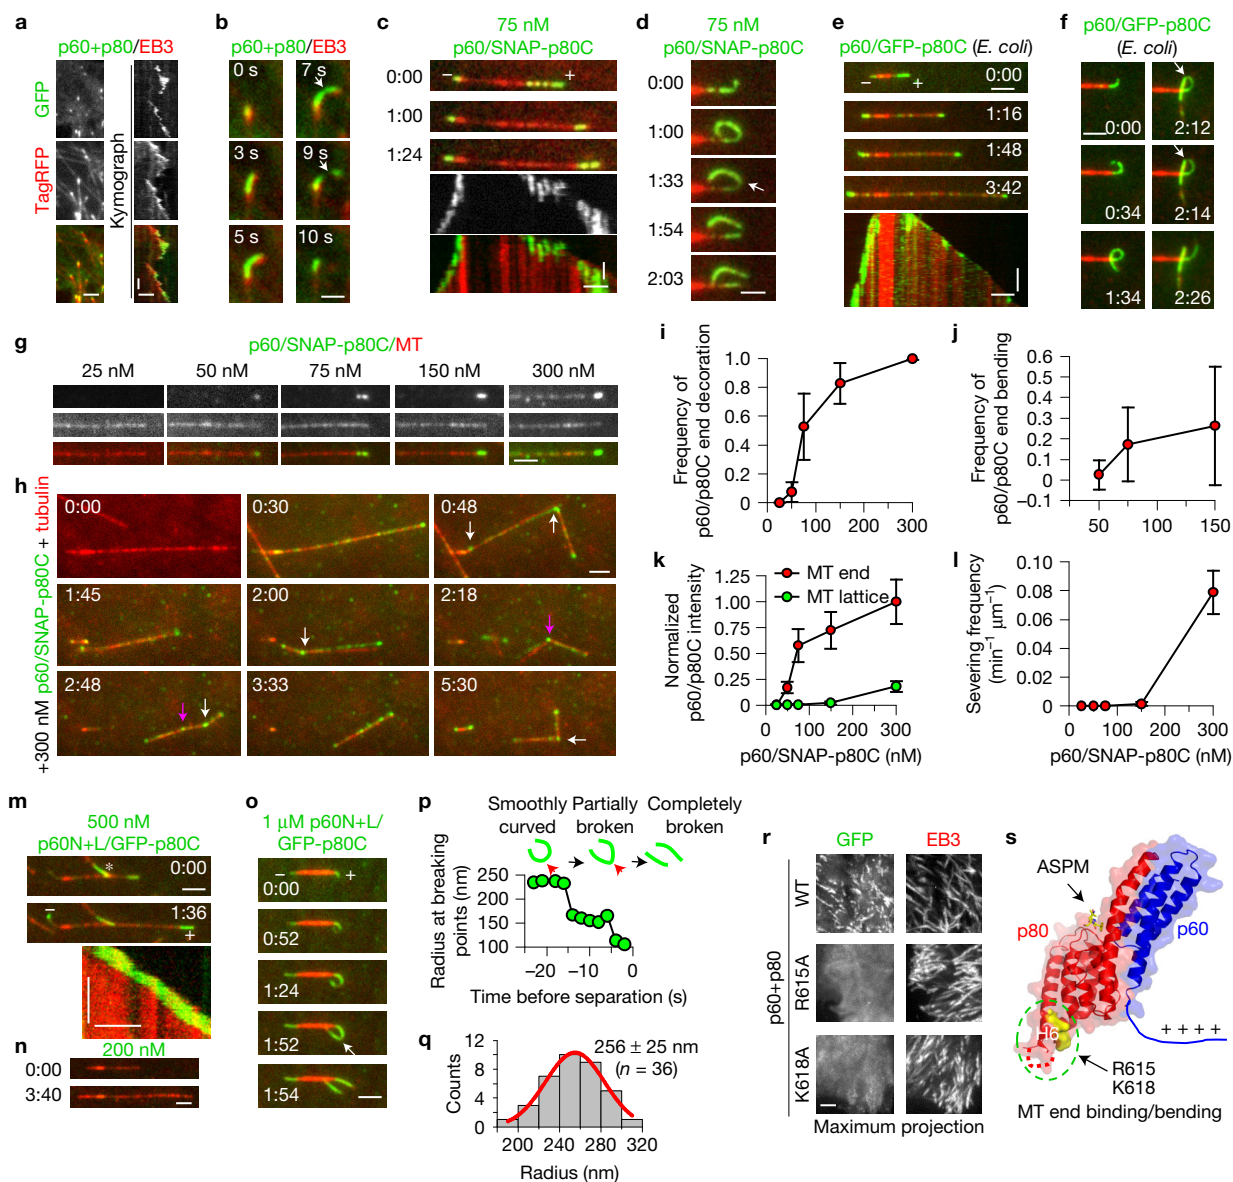 a
p60+p80/EB3
GFP
TagRFP
Kymograph
b
p60+p80/EB3
0 s
7 s
3 s
9 s
5 s
10 s
c
75 nM
p60/SNAP-p80C
0:00
–
+
1:00
1:24
d
75 nM
p60/SNAP-p80C
0:00
1:00
1:33
1:54
2:03
e
p60/GFP-p80C (E. coli)
0:00
–
+
1:16
1:48
3:42
f
p60/GFP-p80C
(E. coli)
0:00
2:12
0:34
2:14
1:34
2:26
g
p60/SNAP-p80C/MT
25 nM
50 nM
75 nM
150 nM
300 nM
h
+300 nM p60/SNAP-p80C + tubulin
0:00
0:30
0:48
1:45
2:00
2:18
2:48
3:33
5:30
i
Frequency of
p60/p80C end decoration
1.0
0.8
0.6
0.4
0.2
0
0
100
200
300
j
Frequency of
p60/p80C end bending
0.6
0.5
0.4
0.3
0.2
0.1
0
–0.1
50
100
150
k
Normalized
p60/p80C intensity
MT end
MT lattice
1.25
1.00
0.75
0.50
0.25
0
0
100
200
300
p60/SNAP-p80C (nM)
l
Severing frequency
(min⁻¹ μm⁻¹)
0.10
0.08
0.06
0.04
0.02
0
0
100
200
300
p60/SNAP-p80C (nM)
m
500 nM
p60N+L/GFP-p80C
*
0:00
–
1:36
+
n
200 nM
0:00
3:40
o
1 μM p60N+L/
GFP-p80C
–
+
0:00
0:52
1:24
1:52
1:54
p
Smoothly
curved
Partially
broken
Completely
broken
Radius at breaking
points (nm)
250
200
150
100
–20
–10
0
Time before separation (s)
q
256 ± 25 nm
(n = 36)
Counts
12
8
4
0
200
240
280
320
Radius (nm)
r
GFP
EB3
p60+p80
WT
R615A
K618A
Maximum projection
s
ASPM
p80
p60
H6
+ + + +
R615
K618
MT end binding/bending